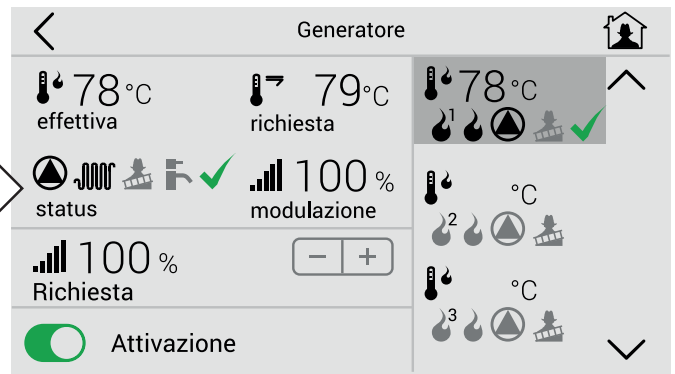 Generatore
78 °C
effettiva
79 °C
richiesta
status
100 %
modulazione
100 %
Richiesta
− +
Attivazione
78 °C
1
°C
2
°C
3